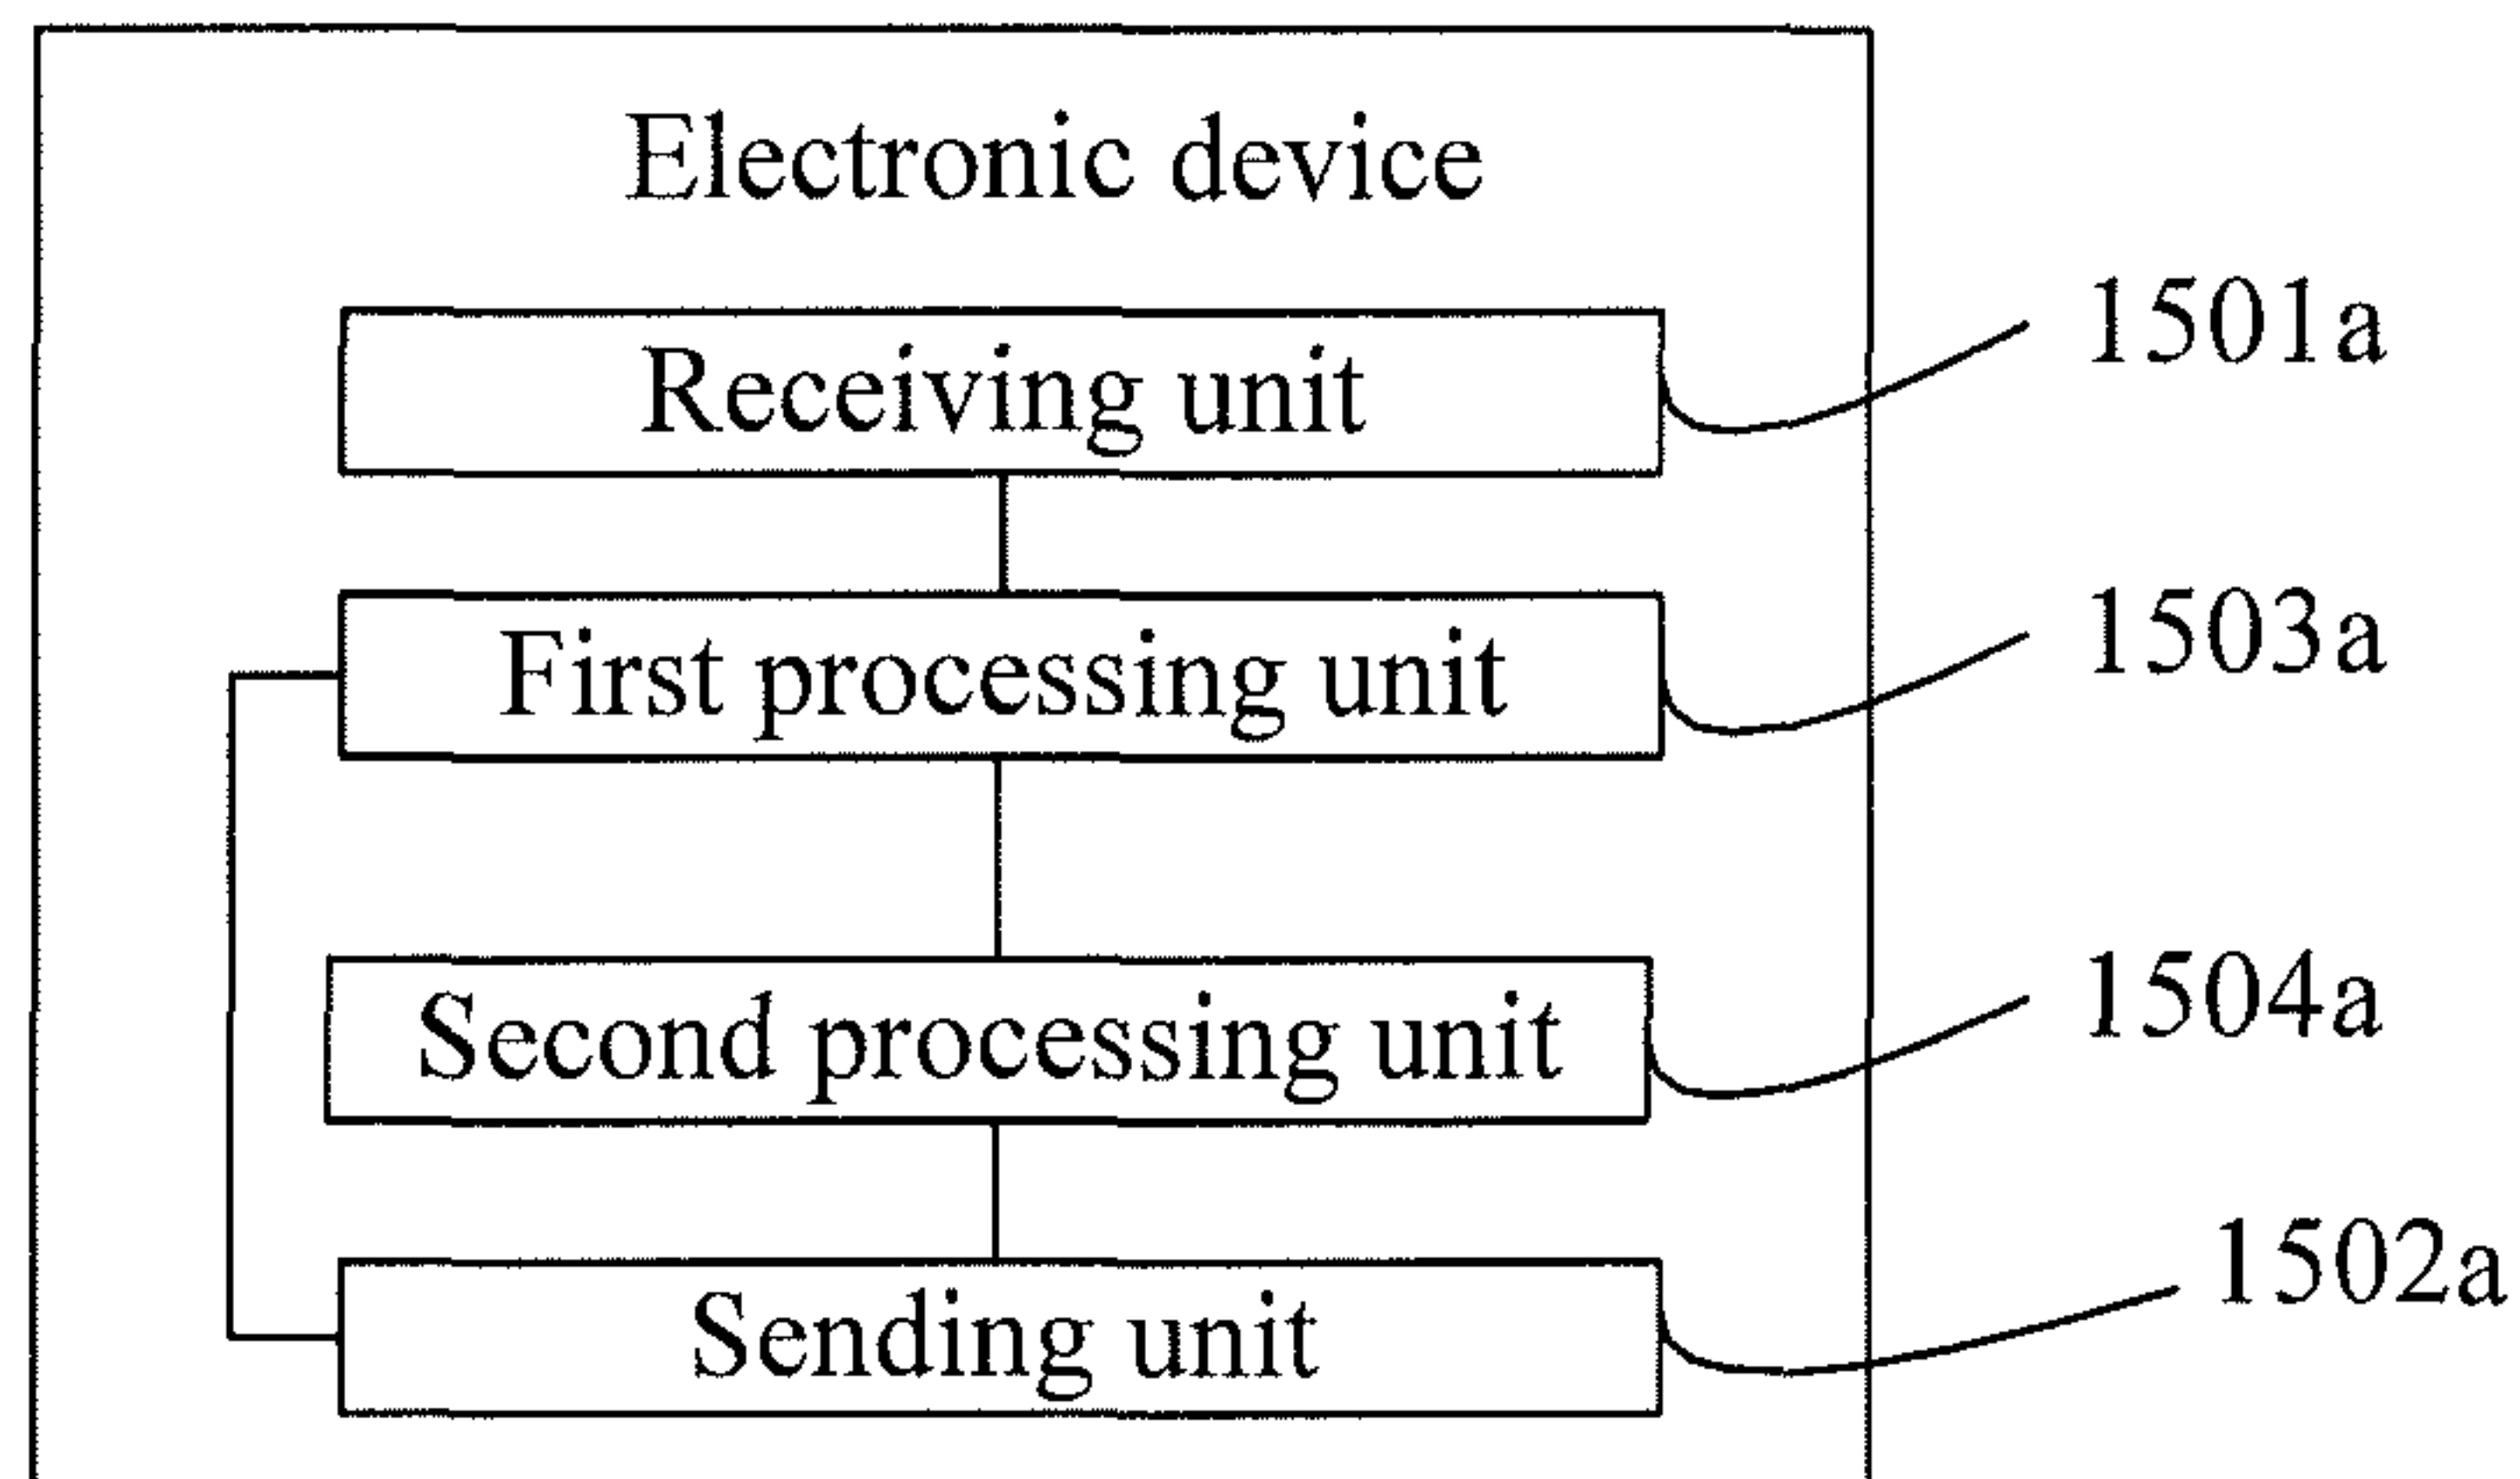 Electronic device
Receiving unit
1501a
First processing unit
1503a
Second processing unit
1504a
Sending unit
1502a